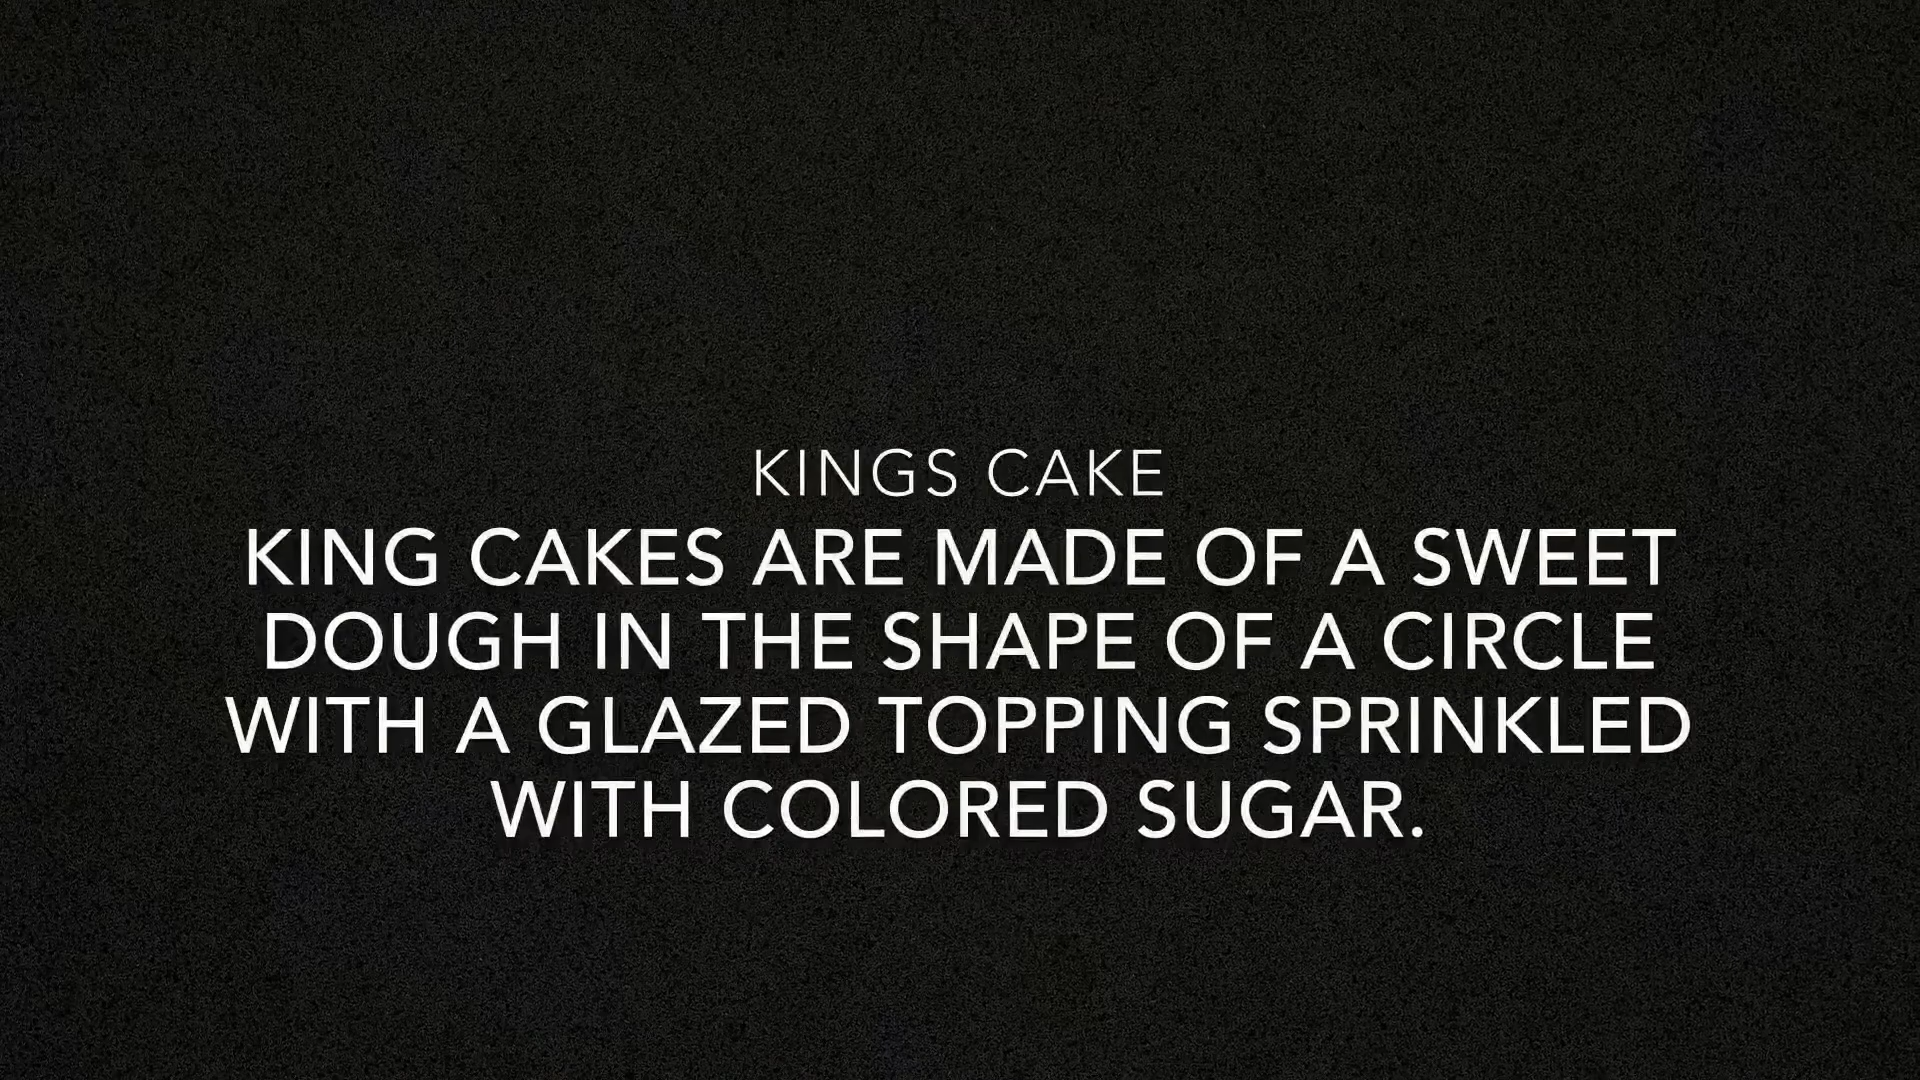 KINGS CAKE
KING CAKES ARE MADE OF A SWEET
DOUGH IN THE SHAPE OF A CIRCLE
WITH A GLAZED TOPPING SPRINKLED
WITH COLORED SUGAR.